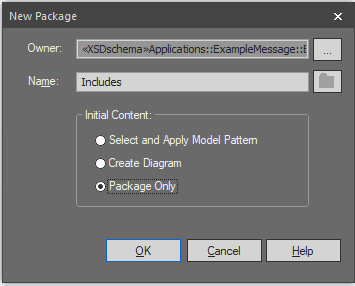 New Package
Owner: «XSDschema»Applications::ExampleMessage::E
...
Name: Includes
Initial Content:
Select and Apply Model Pattern
Create Diagram
Package Only
OK Cancel Help